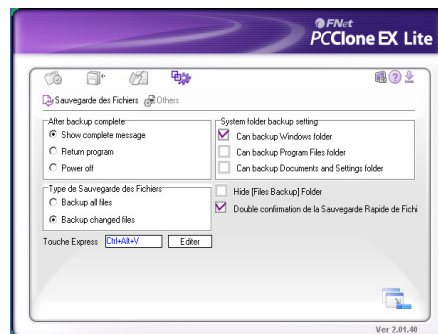 FNet
PCClone EX Lite
Sauvegarde des Fichiers Others
After backup complete
Show complete message
Return program
Power off
Type de Sauvegarde des Fichiers
Backup all files
Backup changed files
Touche Express Ctrl+Alt+V Editer
System folder backup setting
Can backup Windows folder
Can backup Program Files folder
Can backup Documents and Settings folder
Hide [Files Backup] Folder
Double confirmation de la Sauvegarde Rapide de Fichi
Ver 2.01.40